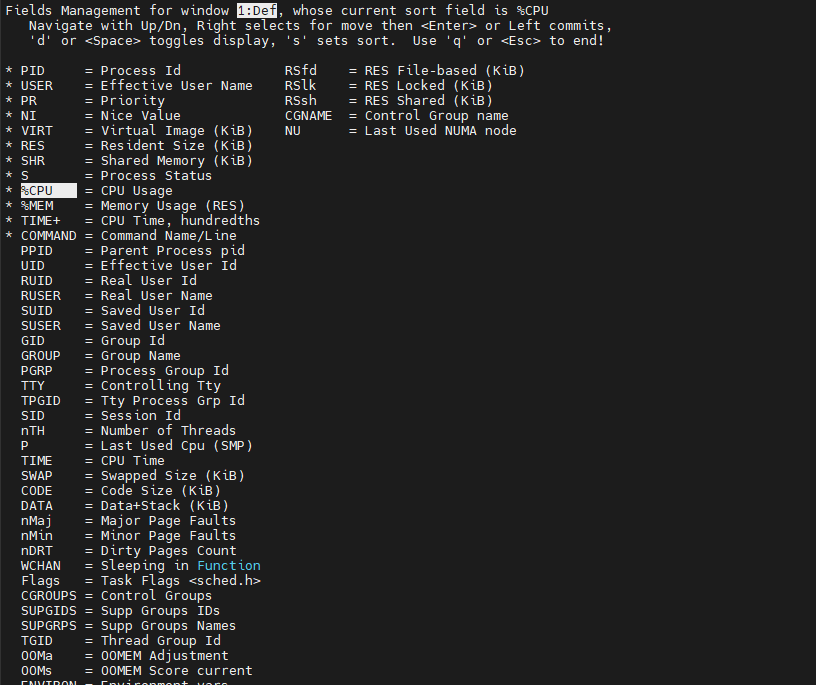 Fields Management for window 1:Def, whose current sort field is %CPU
   Navigate with Up/Dn, Right selects for move then <Enter> or Left commits,
   'd' or <Space> toggles display, 's' sets sort.  Use 'q' or <Esc> to end!

* PID     = Process Id             RSfd    = RES File-based (KiB)
* USER    = Effective User Name    RSlk    = RES Locked (KiB)
* PR      = Priority               RSsh    = RES Shared (KiB)
* NI      = Nice Value             CGNAME  = Control Group name
* VIRT    = Virtual Image (KiB)    NU      = Last Used NUMA node
* RES     = Resident Size (KiB)
* SHR     = Shared Memory (KiB)
* S       = Process Status
* %CPU    = CPU Usage
* %MEM    = Memory Usage (RES)
* TIME+   = CPU Time, hundredths
* COMMAND = Command Name/Line
  PPID    = Parent Process pid
  UID     = Effective User Id
  RUID    = Real User Id
  RUSER   = Real User Name
  SUID    = Saved User Id
  SUSER   = Saved User Name
  GID     = Group Id
  GROUP   = Group Name
  PGRP    = Process Group Id
  TTY     = Controlling Tty
  TPGID   = Tty Process Grp Id
  SID     = Session Id
  nTH     = Number of Threads
  P       = Last Used Cpu (SMP)
  TIME    = CPU Time
  SWAP    = Swapped Size (KiB)
  CODE    = Code Size (KiB)
  DATA    = Data+Stack (KiB)
  nMaj    = Major Page Faults
  nMin    = Minor Page Faults
  nDRT    = Dirty Pages Count
  WCHAN   = Sleeping in Function
  Flags   = Task Flags <sched.h>
  CGROUPS = Control Groups
  SUPGIDS = Supp Groups IDs
  SUPGRPS = Supp Groups Names
  TGID    = Thread Group Id
  OOMa    = OOMEM Adjustment
  OOMs    = OOMEM Score current
  ENVIRON = Environment vars